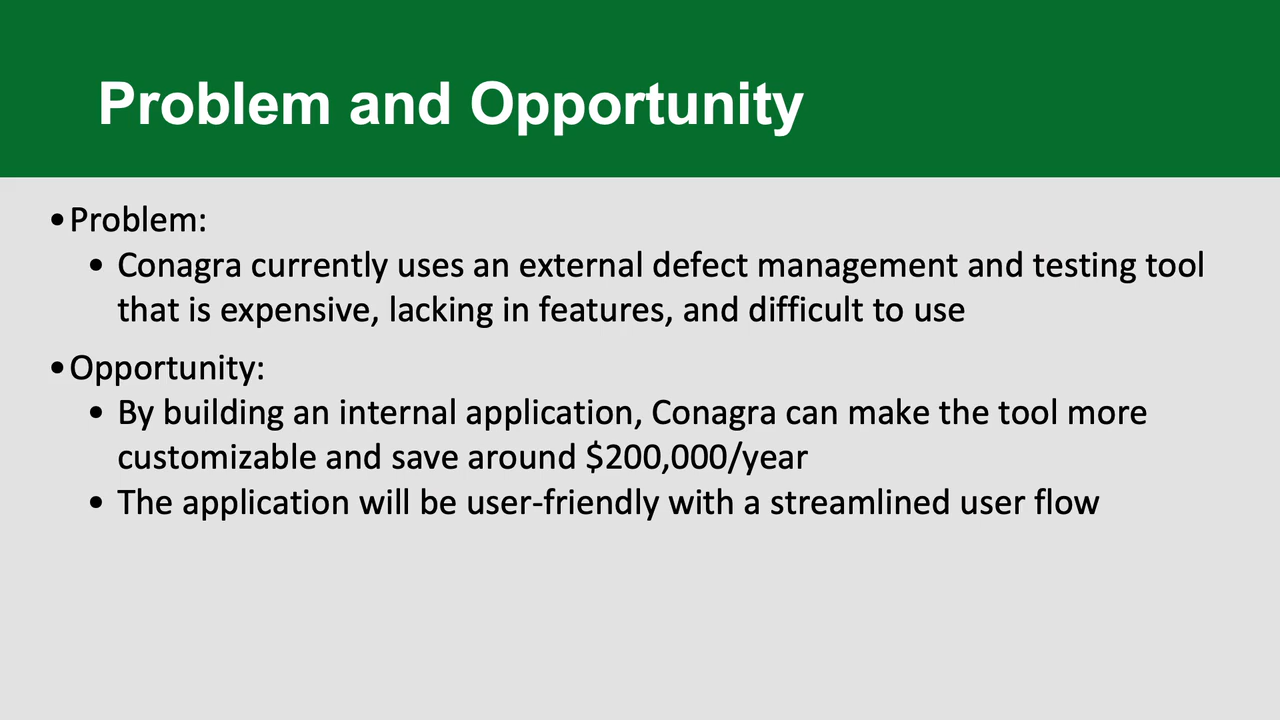 Problem and Opportunity
•Problem:
• Conagra currently uses an external defect management and testing tool
that is expensive, lacking in features, and difficult to use
•Opportunity:
• By building an internal application, Conagra can make the tool more
customizable and save around $200,000/year
• The application will be user-friendly with a streamlined user flow